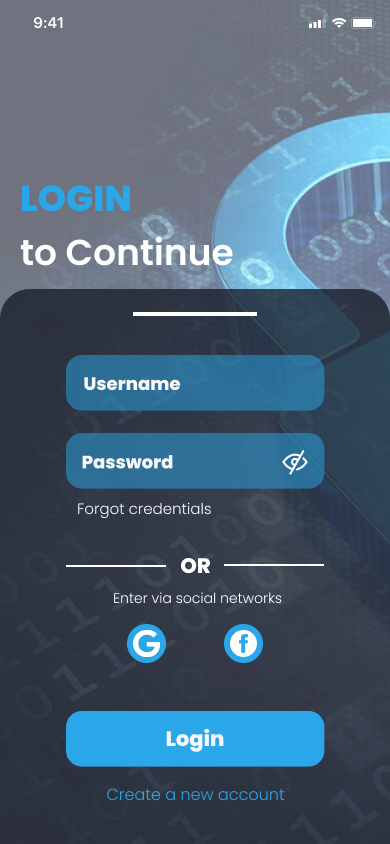 9:41
LOGIN
to Continue
Username
Password
Forgot credentials
OR
Enter via social networks
G f
Login
Create a new account